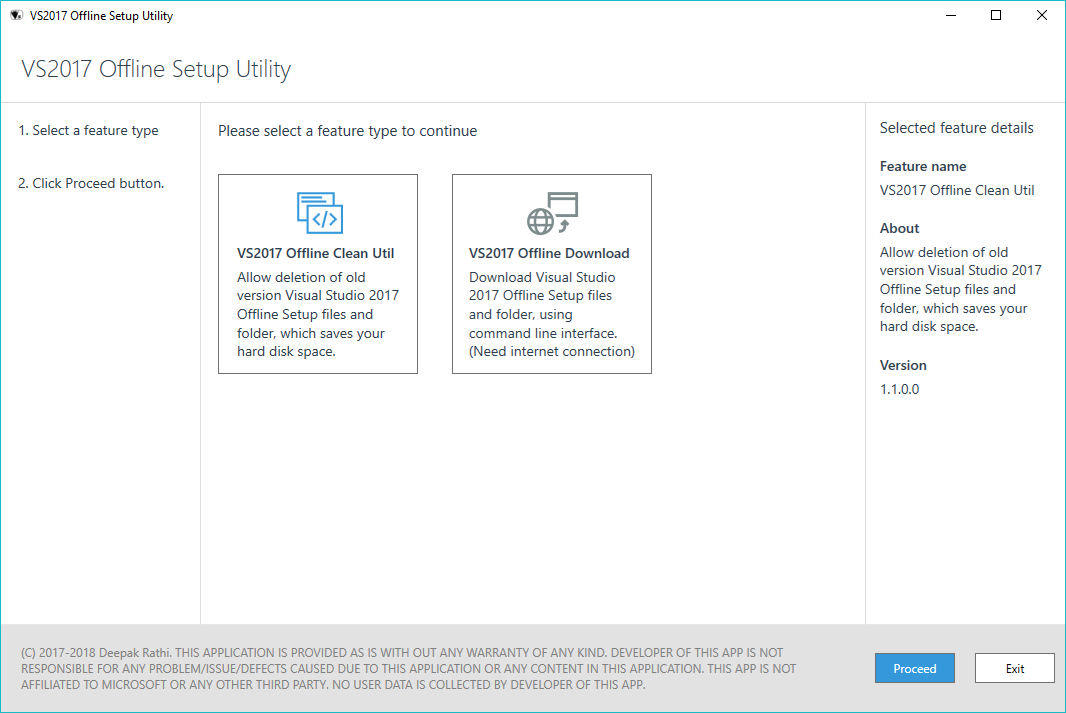 VS2017 Offline Setup Utility
VS2017 Offline Setup Utility
1. Select a feature type
2. Click Proceed button.
Please select a feature type to continue
VS2017 Offline Clean Util
Allow deletion of old
version Visual Studio 2017
Offline Setup files and
folder, which saves your
hard disk space.
VS2017 Offline Download
Download Visual Studio
2017 Offline Setup files
and folder, using
command line interface.
(Need internet connection)
Selected feature details
Feature name
VS2017 Offline Clean Util
About
Allow deletion of old
version Visual Studio 2017
Offline Setup files and
folder, which saves your
hard disk space.
Version
1.1.0.0
(C) 2017-2018 Deepak Rathi. THIS APPLICATION IS PROVIDED AS IS WITH OUT ANY WARRANTY OF ANY KIND. DEVELOPER OF THIS APP IS NOT
RESPONSIBLE FOR ANY PROBLEM/ISSUE/DEFECTS CAUSED DUE TO THIS APPLICATION OR ANY CONTENT IN THIS APPLICATION. THIS APP IS NOT
AFFILIATED TO MICROSOFT OR ANY OTHER THIRD PARTY. NO USER DATA IS COLLECTED BY DEVELOPER OF THIS APP.
Proceed
Exit